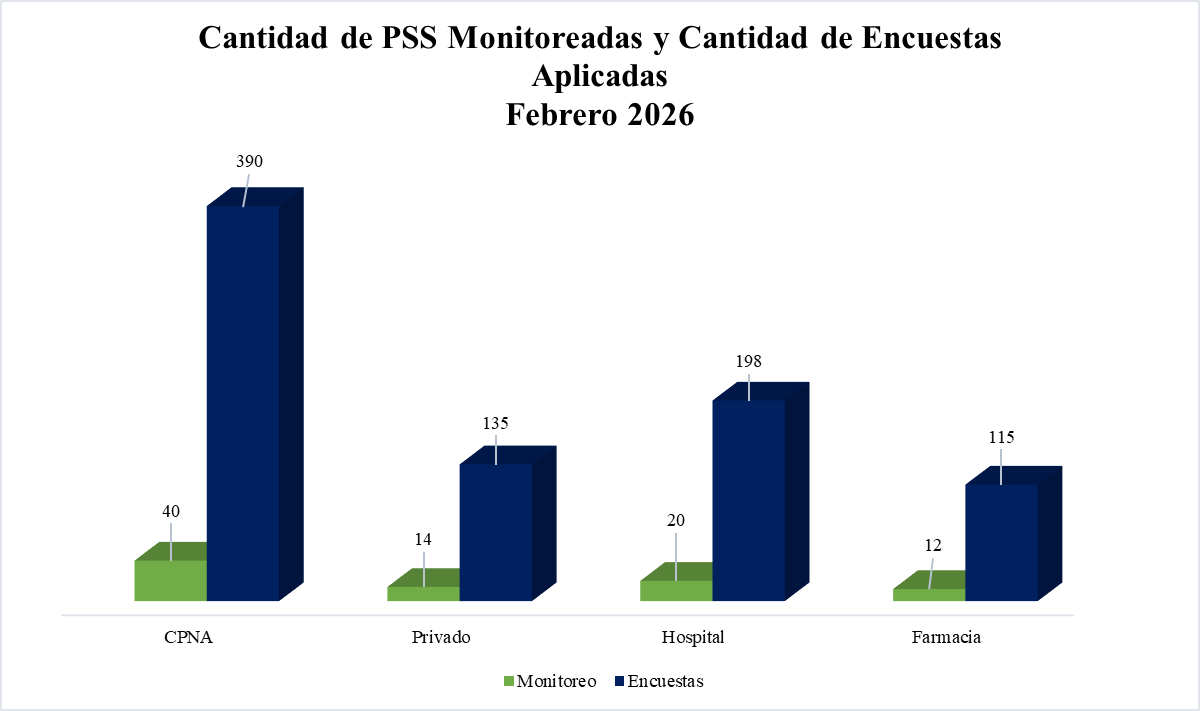 Cantidad de PSS Monitoreadas y Cantidad de Encuestas
Aplicadas
Febrero 2026
390
198
135
115
40
14
20
12
CPNA
Privado
Hospital
Farmacia
Monitoreo
Encuestas